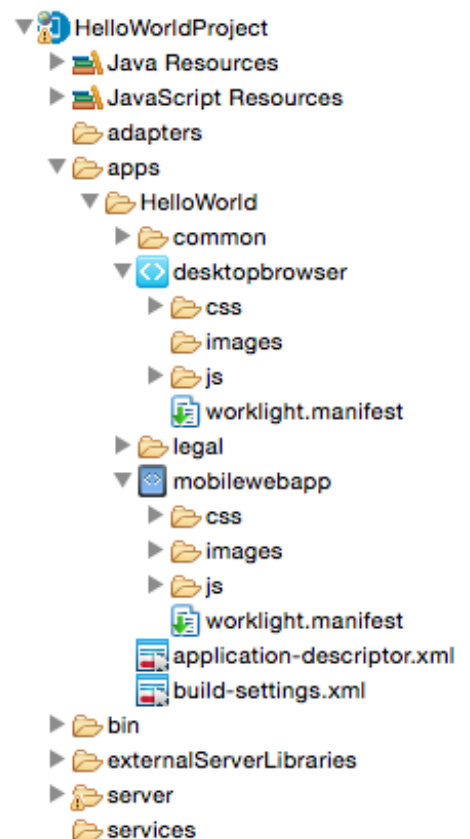 HelloWorldProject
Java Resources
JavaScript Resources
adapters
apps
HelloWorld
common
desktopbrowser
css
images
js
worklight.manifest
legal
mobilewebapp
css
images
js
worklight.manifest
application-descriptor.xml
build-settings.xml
bin
externalServerLibraries
server
services